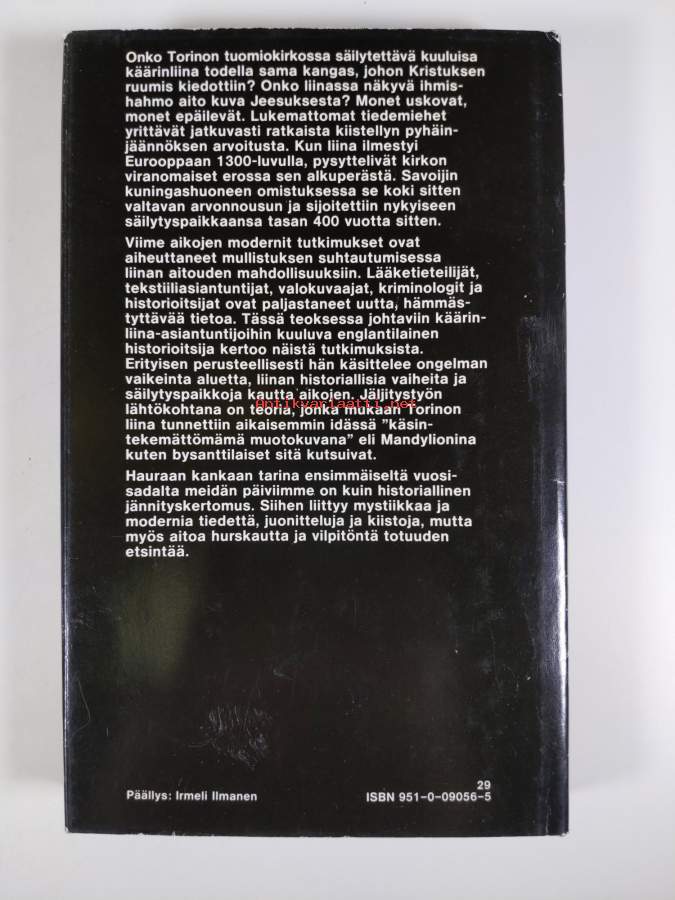 Onko Torinon tuomiokirkossa säilytettävä kuuluisa
käärinliina todella sama kangas, johon Kristuksen
ruumis kiedottiin? Onko liinassa näkyvä ihmis-
hahmo aito kuva Jeesuksesta? Monet uskovat,
monet epäilevät. Lukemattomat tiedemiehet
yrittävät jatkuvasti ratkaista kiistellyn pyhäin-
jäännöksen arvoitusta. Kun liina ilmestyi
Eurooppaan 1300-luvulla, pysyttelivät kirkon
viranomaiset erossa sen alkuperästä. Savoijin
kuningashuoneen omistuksessa se koki sitten
valtavan arvonnousun ja sijoitettiin nykyiseen
säilytyspaikkaansa tasan 400 vuotta sitten.
Viime aikojen modernit tutkimukset ovat
aiheuttaneet mullistuksen suhtautumisessa
liinan aitouden mahdollisuuksiin. Lääketieteilijät,
tekstiiliasiantuntijat, valokuvaajat, kriminologit ja
historioitsijat ovat paljastaneet uutta, hämmäs-
tyttävää tietoa. Tässä teoksessa johtaviin käärin-
liina-asiantuntijoihin kuuluva englantilainen
historioitsija kertoo näistä tutkimuksista.
Erityisen perusteellisesti hän käsittelee ongelman
vaikeinta aluetta, liinan historiallisia vaiheita ja
säilytyspaikkoja kautta aikojen. Jäljitystyön
Antikvariaatti.net
lähtökohtana on teoria, jonka mukaan Torinon
liina tunnettiin aikaisemmin idässä "käsin-
tekemättömämä muotokuvana" eli Mandylionina
kuten bysanttilaiset sitä kutsuivat.
Hauraan kankaan tarina ensimmäiseltä vuosi-
sadalta meidän päiviimme on kuin historiallinen
jännityskertomus. Siihen liittyy mystiikkaa ja
modernia tiedettä, juonitteluja ja kiistoja, mutta
myös aitoa hurskautta ja vilpitöntä totuuden
etsintää.
29
Päällys: Irmeli Ilmanen ISBN 951-0-09056-5